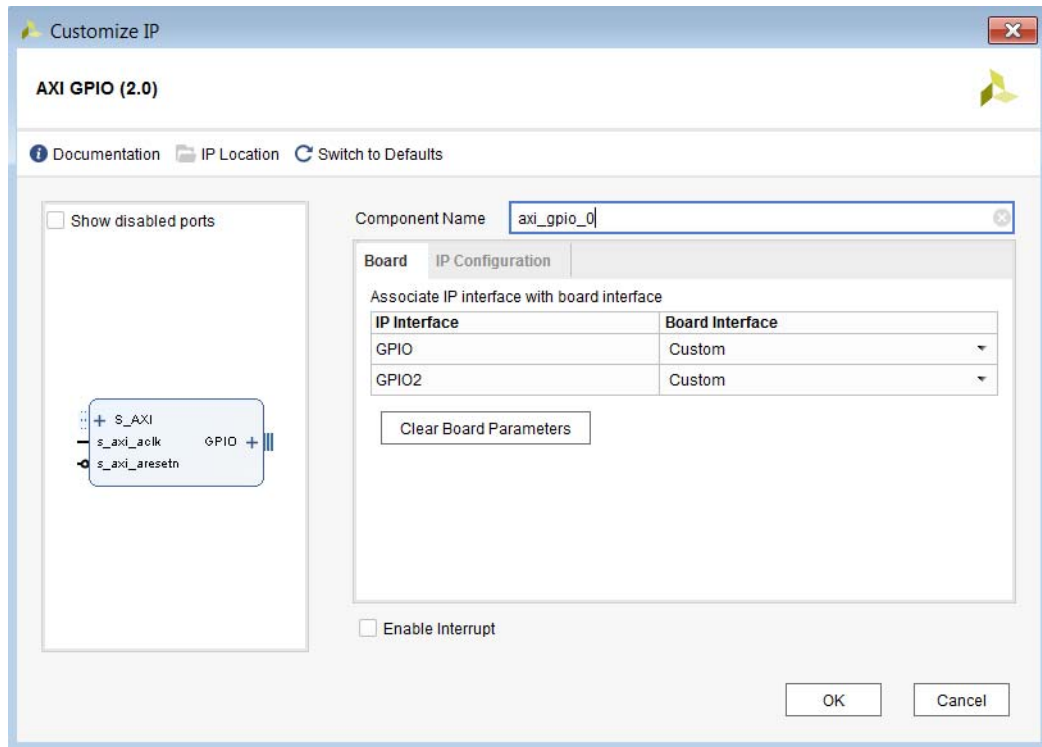 Customize IP
AXI GPIO (2.0)
Documentation IP Location Switch to Defaults
Show disabled ports
S_AXI
s_axi_aclk GPIO
s_axi_aresetn
Component Name axi_gpio_0
Board IP Configuration
Associate IP interface with board interface
IP Interface Board Interface
GPIO Custom
GPIO2 Custom
Clear Board Parameters
Enable Interrupt
OK Cancel